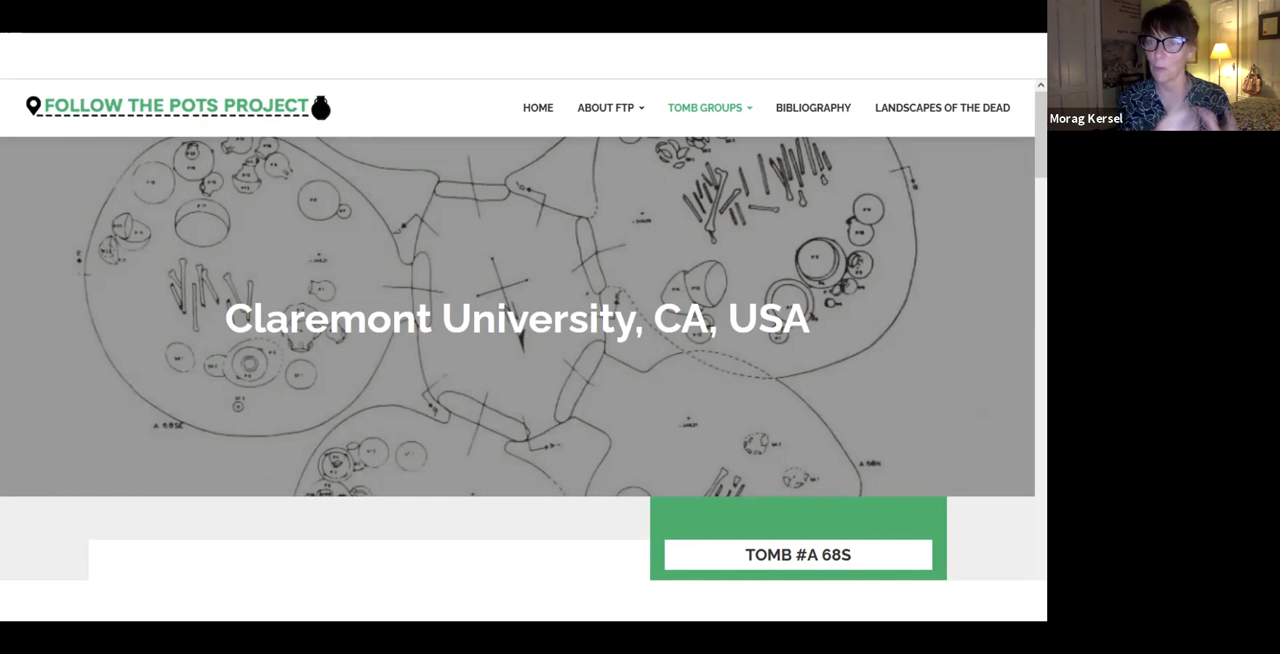 FOLLOW THE POTS PROJECT
HOME ABOUT FTP TOMB GROUPS BIBLIOGRAPHY LANDSCAPES OF THE DEAD
Morag Kersel
Claremont University, CA, USA
TOMB #A 68S